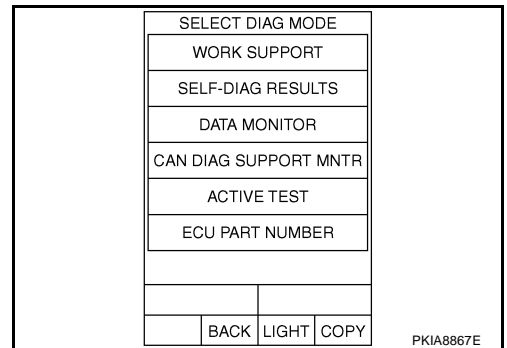 SELECT DIAG MODE
WORK SUPPORT
SELF-DIAG RESULTS
DATA MONITOR
CAN DIAG SUPPORT MNTR
ACTIVE TEST
ECU PART NUMBER
BACK LIGHT COPY
PKIA8867E